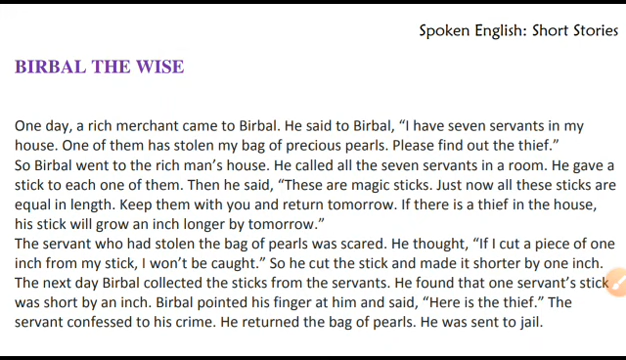 Spoken English: Short Stories
BIRBAL THE WISE
One day, a rich merchant came to Birbal. He said to Birbal, “I have seven servants in my
house. One of them has stolen my bag of precious pearls. Please find out the thief.”
So Birbal went to the rich man’s house. He called all the seven servants in a room. He gave a
stick to each one of them. Then he said, “These are magic sticks. Just now all these sticks are
equal in length. Keep them with you and return tomorrow. If there is a thief in the house,
his stick will grow an inch longer by tomorrow.”
The servant who had stolen the bag of pearls was scared. He thought, “If I cut a piece of one
inch from my stick, I won’t be caught.” So he cut the stick and made it shorter by one inch.
The next day Birbal collected the sticks from the servants. He found that one servant’s stick
was short by an inch. Birbal pointed his finger at him and said, “Here is the thief.” The
servant confessed to his crime. He returned the bag of pearls. He was sent to jail.